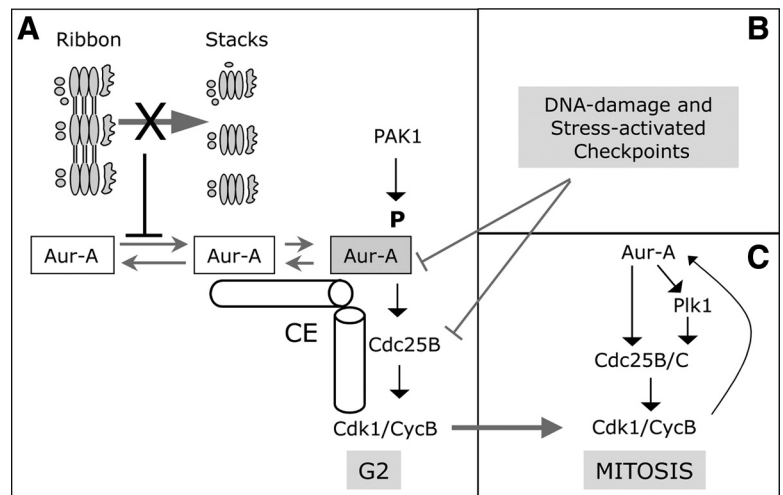 A
Ribbon
Stacks
X
PAK1
P
Aur-A
Aur-A
Aur-A
CE
Cdc25B
Cdk1/CycB
G2
B
DNA-damage and
Stress-activated
Checkpoints
C
Aur-A
Plk1
Cdc25B/C
Cdk1/CycB
MITOSIS